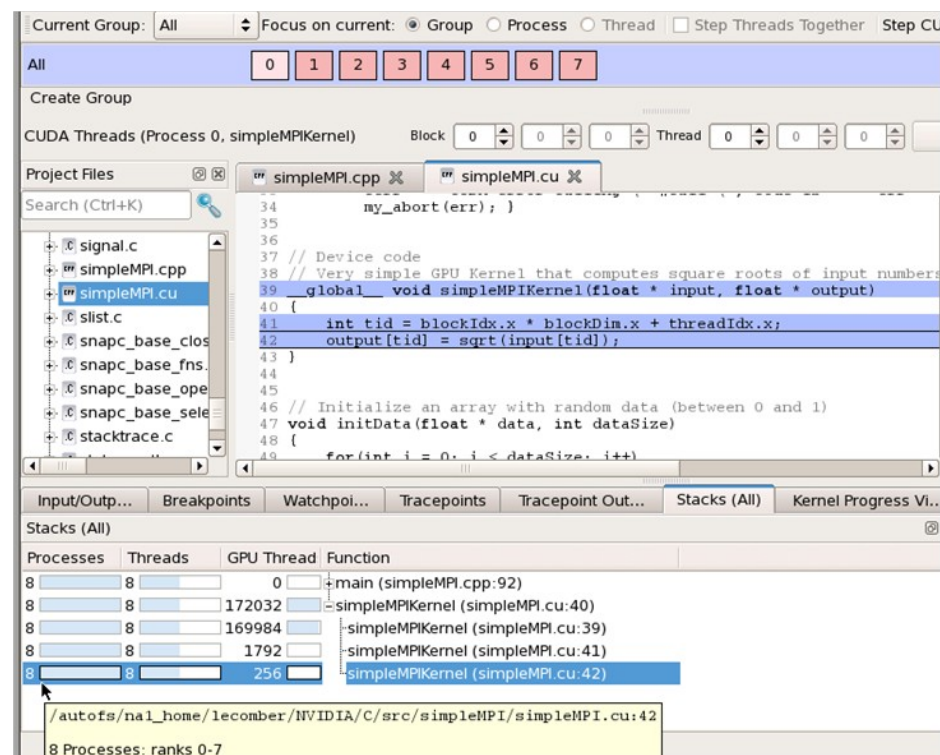 Current Group: All Focus on current: Group Process Thread Step Threads Together Step CU
All 0 1 2 3 4 5 6 7
Create Group
CUDA Threads (Process 0, simpleMPIKernel) Block 0 0 0 Thread 0 0 0
Project Files
simpleMPI.cpp simpleMPI.cu
Search (Ctrl+K)
signal.c
simpleMPI.cpp
simpleMPI.cu
slist.c
snapc_base_clos
snapc_base_fns.
snapc_base_ope
snapc_base_sele
stacktrace.c
34 my_abort(err); }
35
36
37 // Device code
38 // Very simple GPU Kernel that computes square roots of input numbers
39 __global__ void simpleMPIKernel(float * input, float * output)
40 {
41 int tid = blockIdx.x * blockDim.x + threadIdx.x;
42 output[tid] = sqrt(input[tid]);
43 }
44
45
46 // Initialize an array with random data (between 0 and 1)
47 void initData(float * data, int dataSize)
48 {
49 for(int i = 0; i < dataSize; i++)
Input/Outp... Breakpoints Watchpoi... Tracepoints Tracepoint Out... Stacks (All) Kernel Progress Vi...
Stacks (All)
Processes Threads GPU Thread Function
8 8 0 main (simpleMPI.cpp:92)
8 8 172032 simpleMPIKernel (simpleMPI.cu:40)
8 8 169984 simpleMPIKernel (simpleMPI.cu:39)
8 8 1792 simpleMPIKernel (simpleMPI.cu:41)
8 8 256 simpleMPIKernel (simpleMPI.cu:42)
/autofs/na1_home/lecomber/NVIDIA/C/src/simpleMPI/simpleMPI.cu:42
8 Processes: ranks 0-7